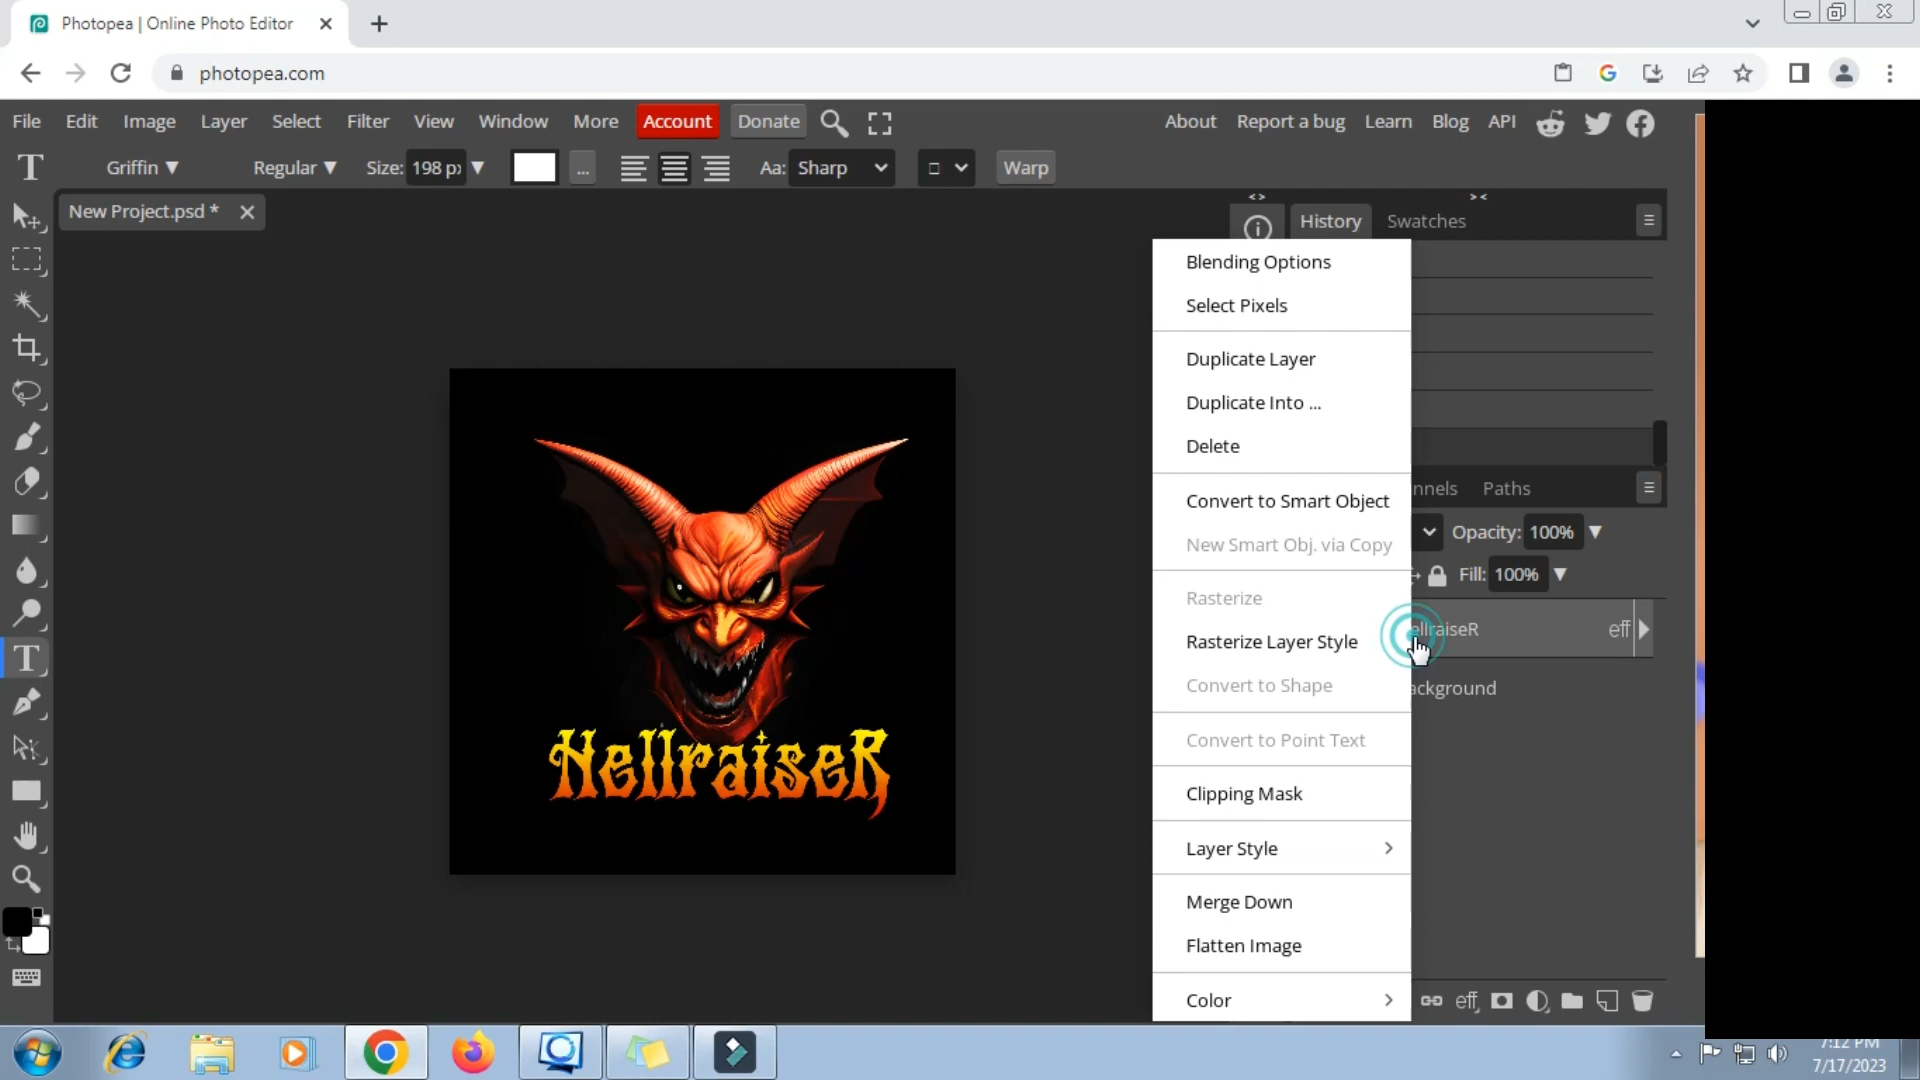 Photopea | Online Photo Editor
photopea.com
File Edit Image Layer Select Filter View Window More Account Donate About Report a bug Learn Blog API
Griffin Regular Size: 198 px ... Aa: Sharp Warp
New Project.psd *
History Swatches
Blending Options
Select Pixels
Duplicate Layer
Duplicate Into ...
Delete
nnels Paths
Convert to Smart Object
Opacity: 100%
New Smart Obj. via Copy
Fill: 100%
Rasterize
ellraiseR eff
Rasterize Layer Style
Convert to Shape
ackground
Convert to Point Text
HellraiseR
Clipping Mask
Layer Style
Merge Down
Flatten Image
Color
eff
7:12 PM
7/17/2023